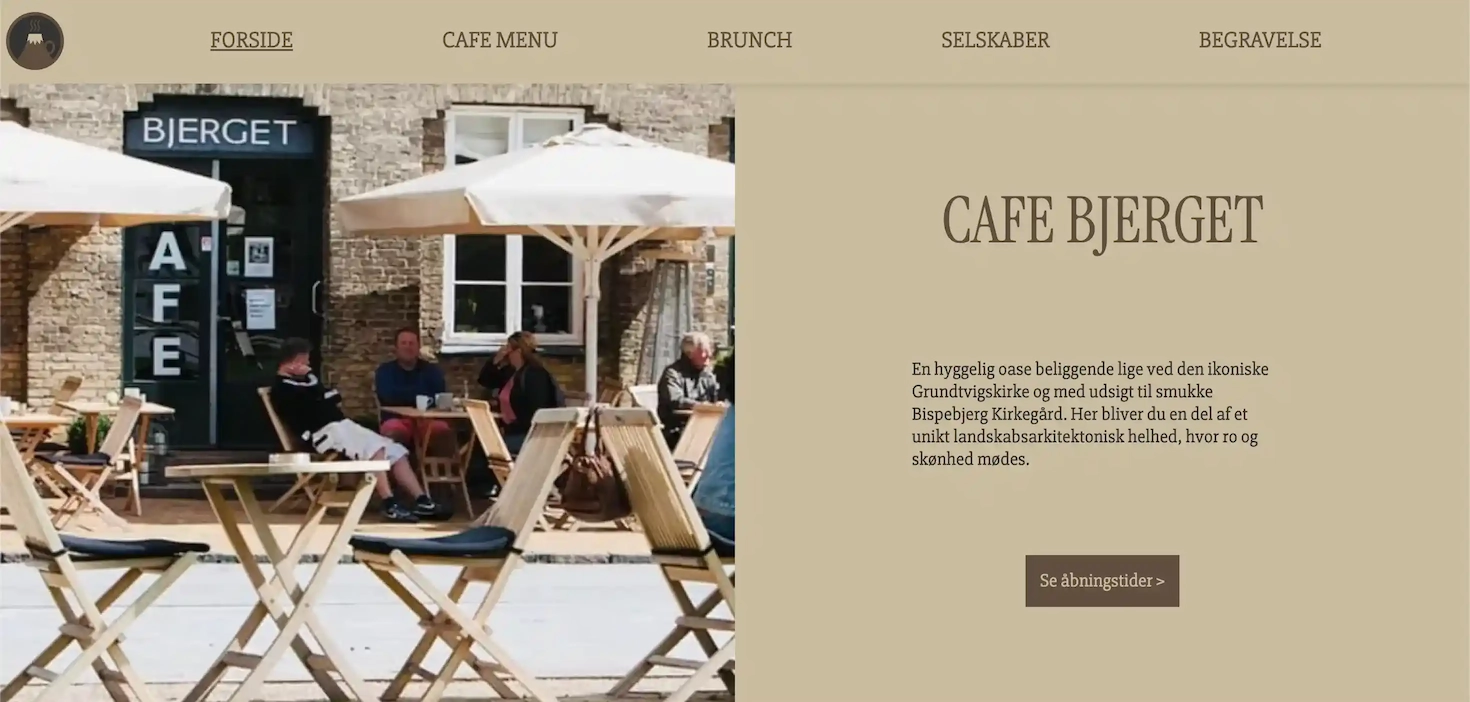 FORSIDE CAFE MENU BRUNCH SELSKABER BEGRAVELSE
BJERGET
A
F
E
CAFE BJERGET
En hyggelig oase beliggende lige ved den ikoniske
Grundtvigskirke og med udsigt til smukke
Bispebjerg Kirkegård. Her bliver du en del af et
unikt landskabsarkitektonisk helhed, hvor ro og
skønhed mødes.
Se åbningstider >